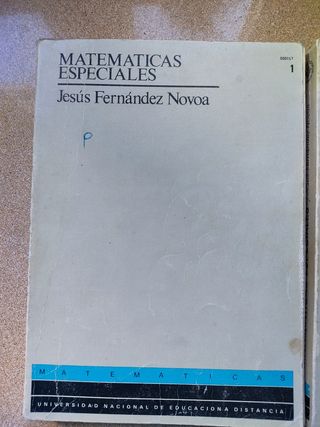 MATEMATICAS
ESPECIALES
Jesús Fernández Novoa
1
P
MATEMATICAS
UNIVERSIDAD NACIONAL DE EDUCACIONA DISTANCIA